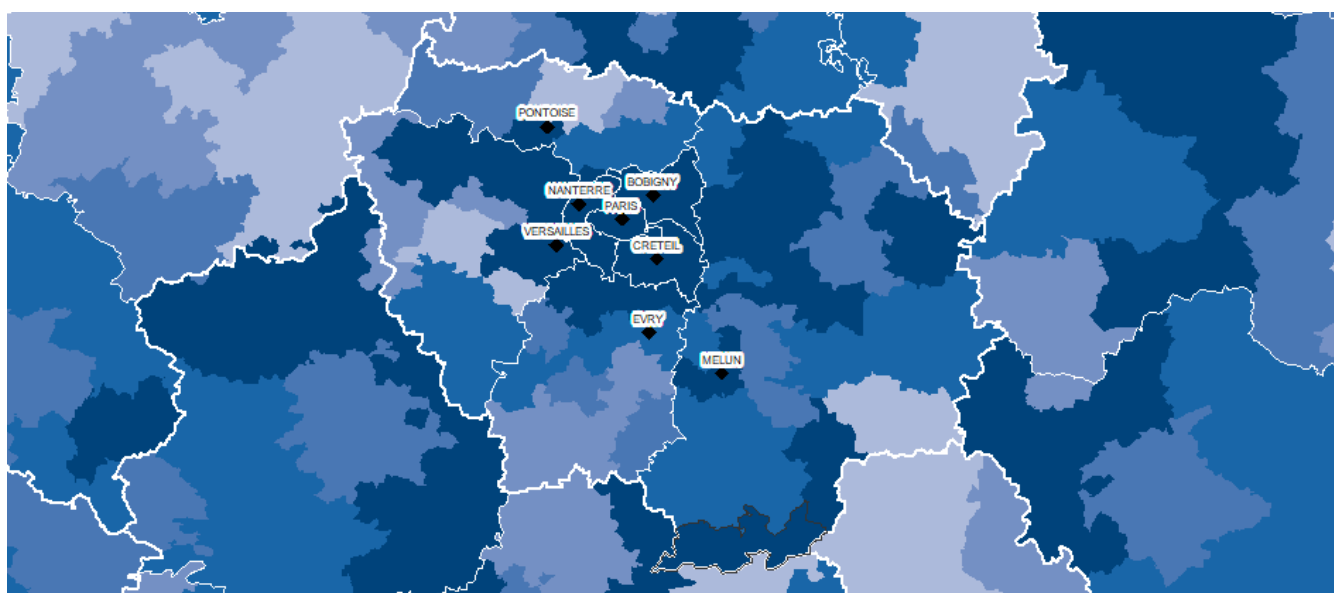 PONTOISE
BOBIGNY
NANTERRE
PARIS
VERSAILLES
CRETEIL
EVRY
MELUN